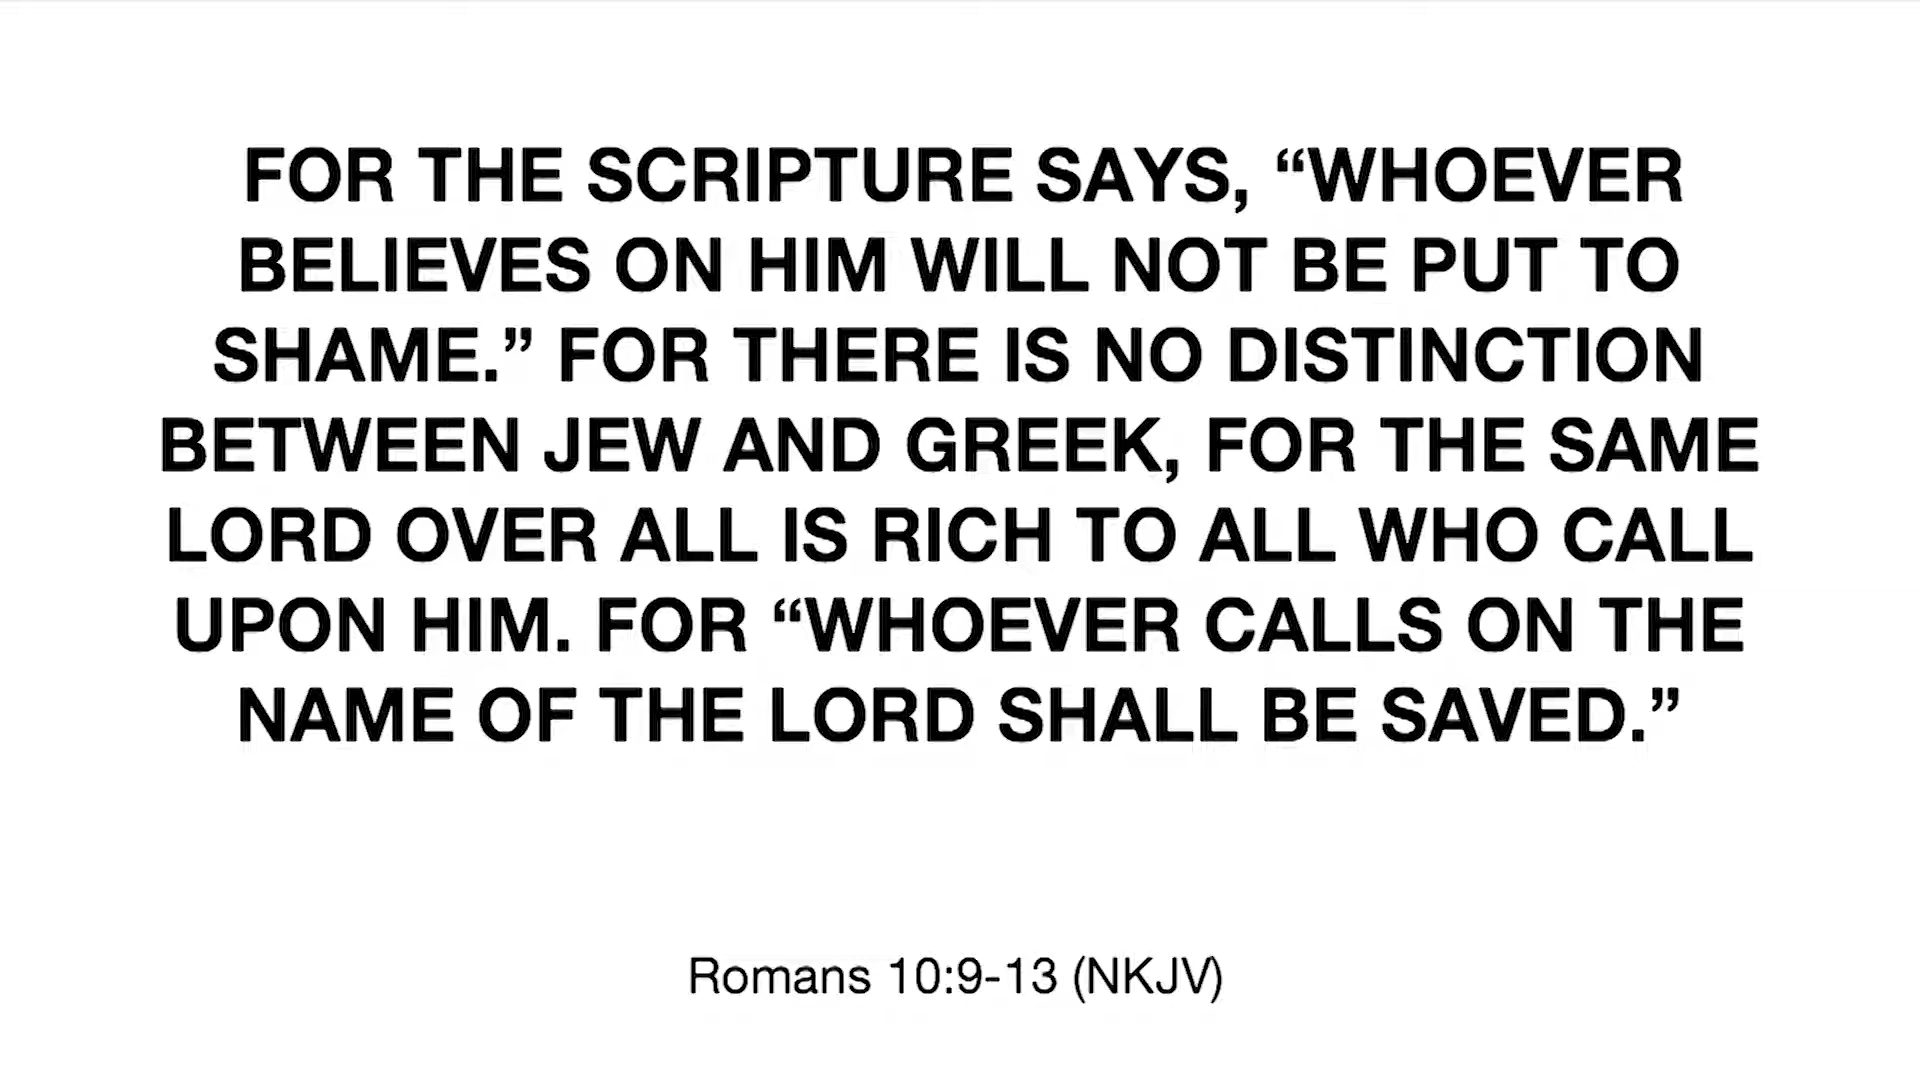 FOR THE SCRIPTURE SAYS, “WHOEVER
BELIEVES ON HIM WILL NOT BE PUT TO
SHAME.” FOR THERE IS NO DISTINCTION
BETWEEN JEW AND GREEK, FOR THE SAME
LORD OVER ALL IS RICH TO ALL WHO CALL
UPON HIM. FOR “WHOEVER CALLS ON THE
NAME OF THE LORD SHALL BE SAVED.”
Romans 10:9-13 (NKJV)